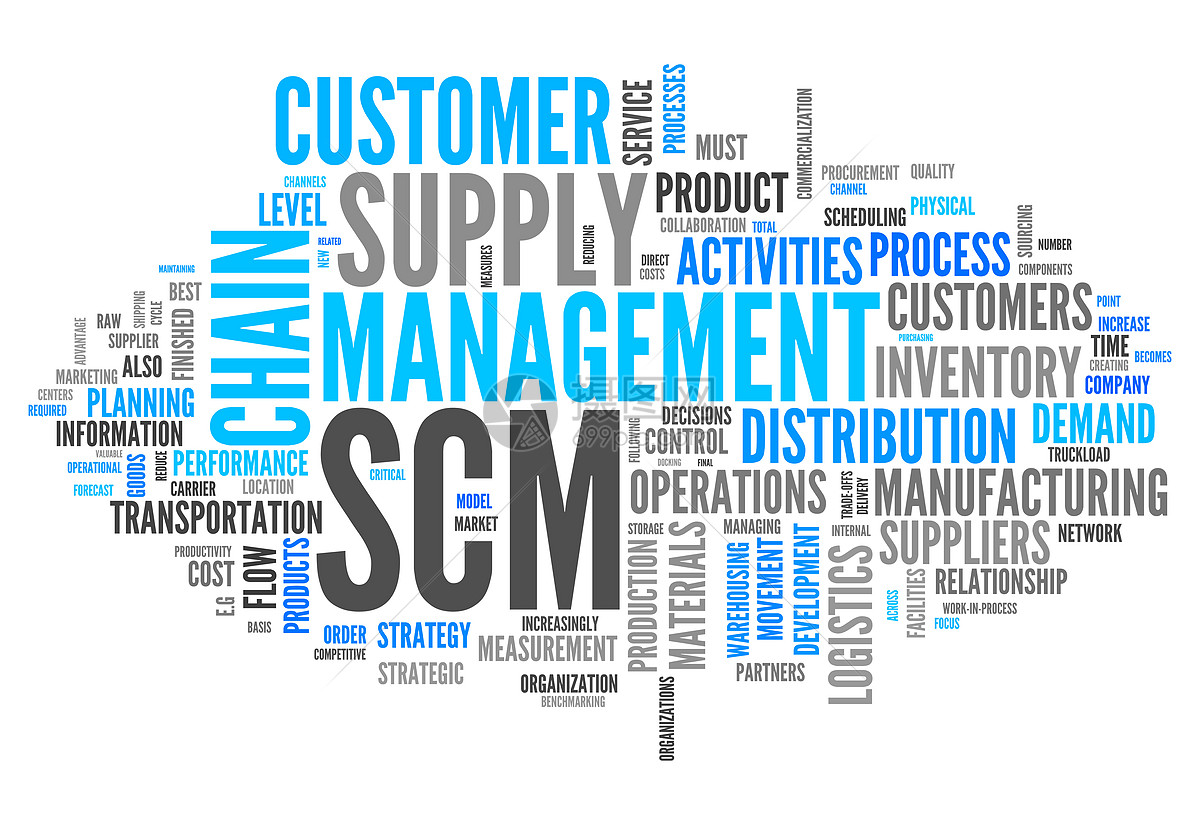 CUSTOMER
SERVICE
PROCESSES
MUST
COMMERCIALIZATION
CHANNELS
LEVEL
SUPPLY
PRODUCT
PROCUREMENT
CHANNEL
QUALITY
COLLABORATION
TOTAL
SCHEDULING
PHYSICAL
SOURCING
CHAIN
RELATED
NEW
MEASURES
REDUCING
DIRECT
COSTS
ACTIVITIES
PROCESS
NUMBER
COMPONENTS
MAINTAINING
BEST
RAW
SHIPPING
CYCLE
FINISHED
MANAGEMENT
CUSTOMERS
POINT
INCREASE
PURCHASING
ADVANTAGE
SUPPLIER
ALSO
MARKETING
INVENTORY
TIME
CREATING
BECOMES
COMPANY
CENTERS
REQUIRED
PLANNING
INFORMATION
SCM
摄图网
699pic.com
FOLLOWING
DECISIONS
CONTROL
DOCKING
FINAL
DISTRIBUTION
DEMAND
TRUCKLOAD
VALUABLE
OPERATIONAL
GOODS
REDUCE
PERFORMANCE
CRITICAL
FORECAST
CARRIER
LOCATION
MODEL
MARKET
OPERATIONS
TRADE-OFFS
DELIVERY
MANUFACTURING
TRANSPORTATION
STORAGE
MANAGING
INTERNAL
SUPPLIERS
NETWORK
PRODUCTIVITY
COST
FLOW
PRODUCTS
E.G
BASIS
PRODUCTION
MATERIALS
WAREHOUSING
MOVEMENT
DEVELOPMENT
LOGISTICS
ACROSS
FACILITIES
RELATIONSHIP
WORK-IN-PROCESS
FOCUS
ORDER
STRATEGY
COMPETITIVE
INCREASINGLY
MEASUREMENT
STRATEGIC
PARTNERS
ORGANIZATION
BENCHMARKING
ORGANIZATIONS